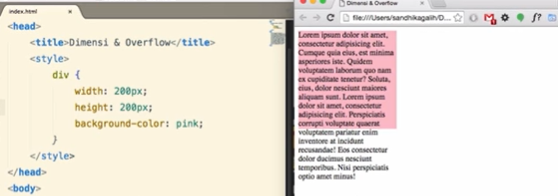 index.html
<head>
<title>Dimensi & Overflow</title>
<style>
div {
width: 200px;
height: 200px;
background-color: pink;
}
</style>
</head>
<body>
Dimensi & Overflow
file:///Users/sandhikagalih/D...
Lorem ipsum dolor sit amet,
consectetur adipisicing elit.
Cumque quia eius, est minima
asperiores iste. Quidem
voluptatem laborum quo nam
ex cupiditate tenetur? Soluta,
eius, dolor nesciunt maiores
aliquam sunt. Lorem ipsum
dolor sit amet, consectetur
adipisicing elit. Perspiciatis
corrupti voluptate quaerat
voluptatem pariatur enim
inventore at incidunt
recusandae! Eos consectetur
dolor ducimus nesciunt
temporibus. Nisi perspiciatis
optio amet minus!